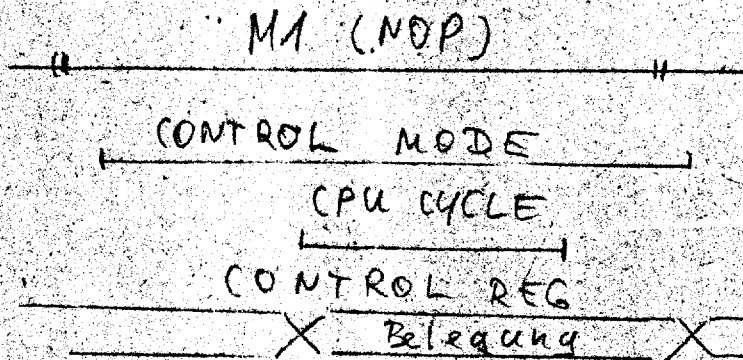 M1 (NOP)
CONTROL MODE
CPU CYCLE
CONTROL REG
Belegung